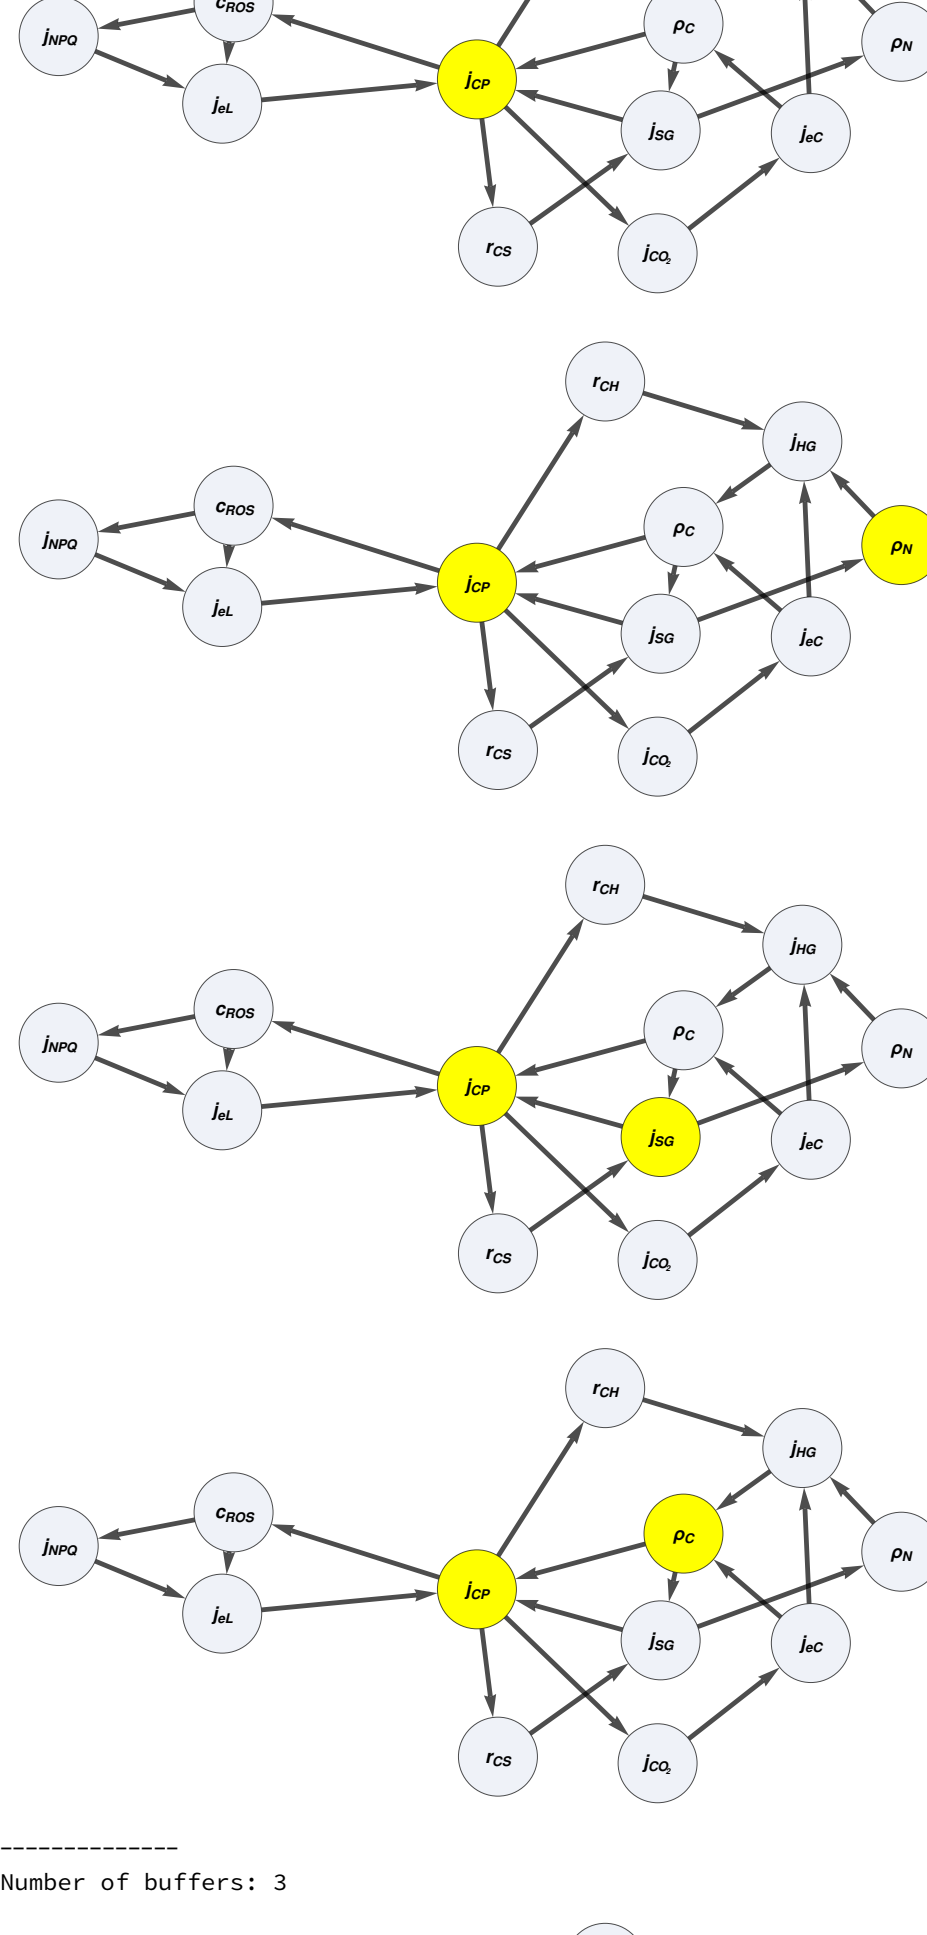 cROS
jNPQ
jeL
jCP
ρC
ρN
jSG
jeC
rCS
jCO2
rCH
jHG
cROS
ρC
jNPQ
ρN
jCP
jeL
jSG
jeC
rCS
jCO2
rCH
jHG
cROS
ρC
jNPQ
ρN
jCP
jeL
jSG
jeC
rCS
jCO2
rCH
jHG
cROS
ρC
jNPQ
ρN
jCP
jeL
jSG
jeC
rCS
jCO2
--------------
Number of buffers: 3